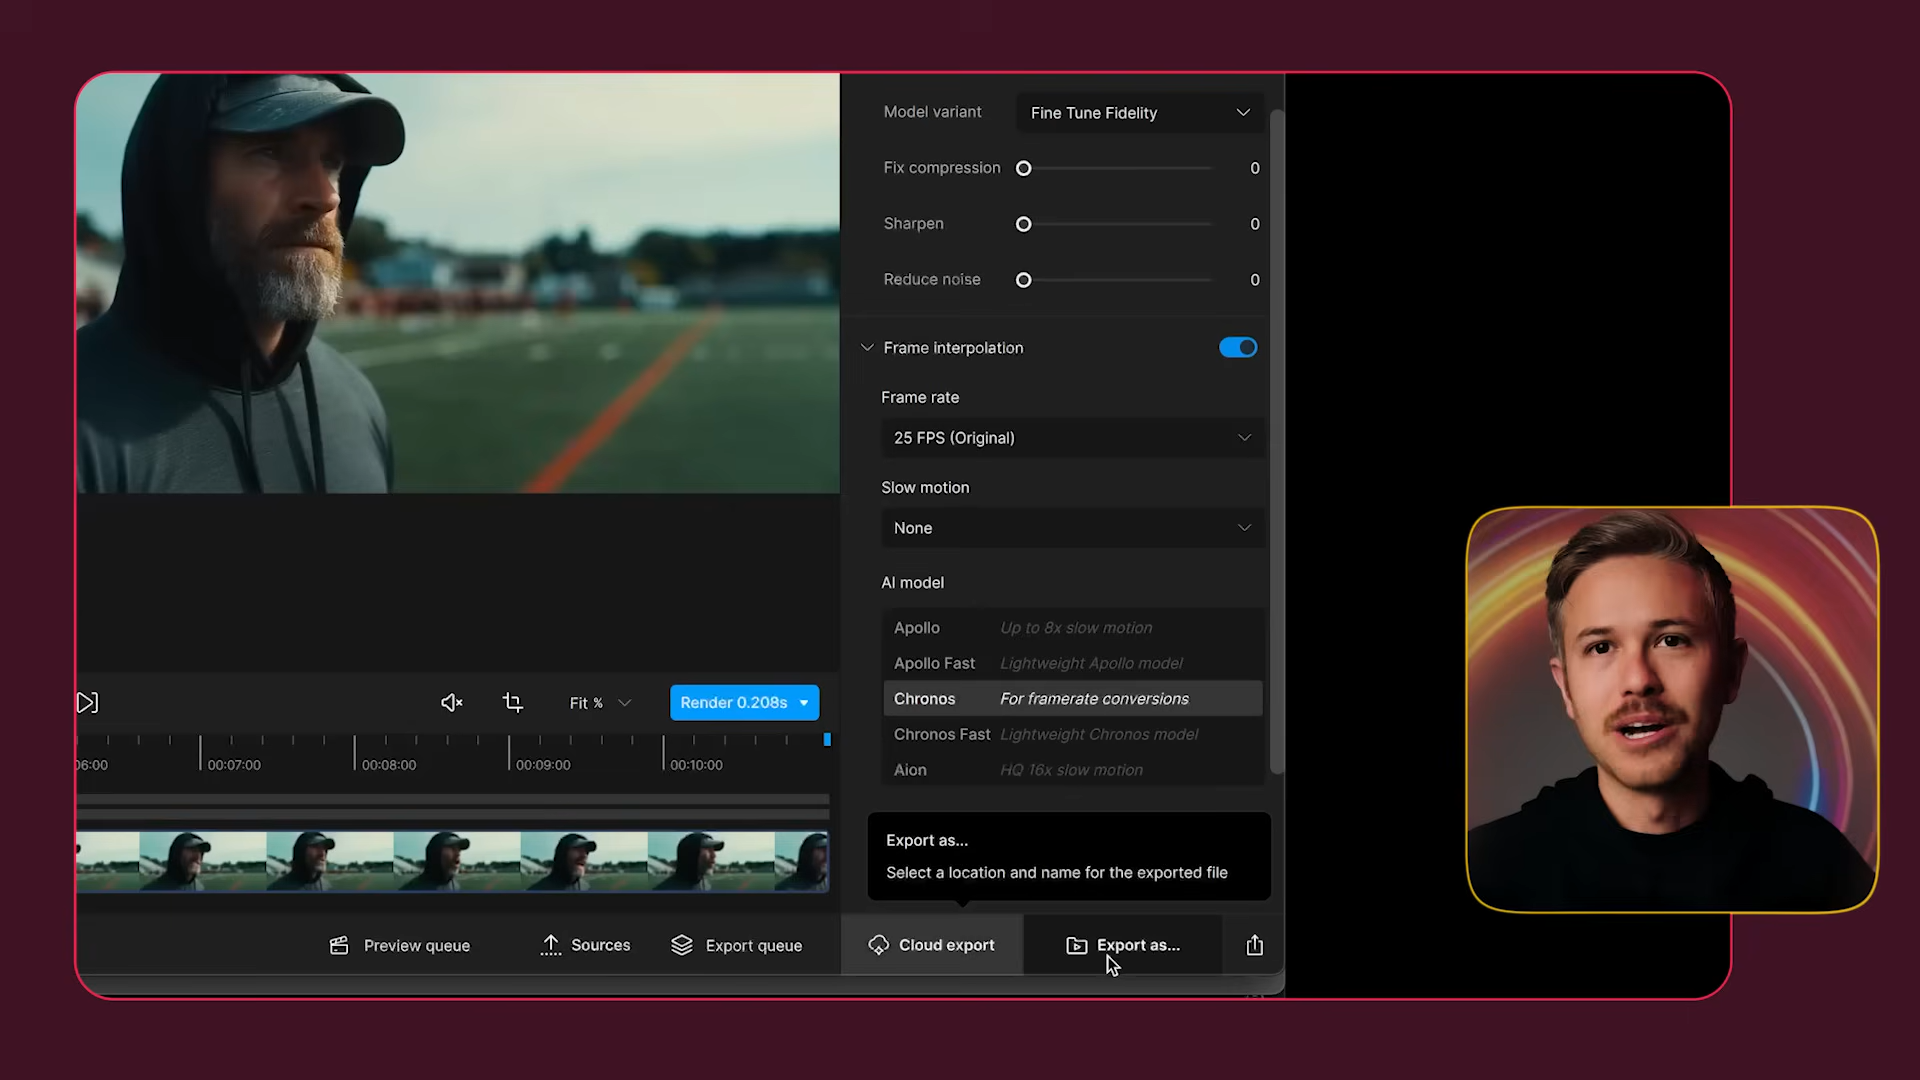 Model variant Fine Tune Fidelity
Fix compression 0
Sharpen 0
Reduce noise 0
Frame interpolation
Frame rate
25 FPS (Original)
Slow motion
None
AI model
Apollo Up to 8x slow motion
Apollo Fast Lightweight Apollo model
Chronos For framerate conversions
Chronos Fast Lightweight Chronos model
Aion HQ 16x slow motion
Fit % Render 0.208s
06:00 00:07:00 00:08:00 00:09:00 00:10:00
Export as...
Select a location and name for the exported file
Preview queue Sources Export queue Cloud export Export as...